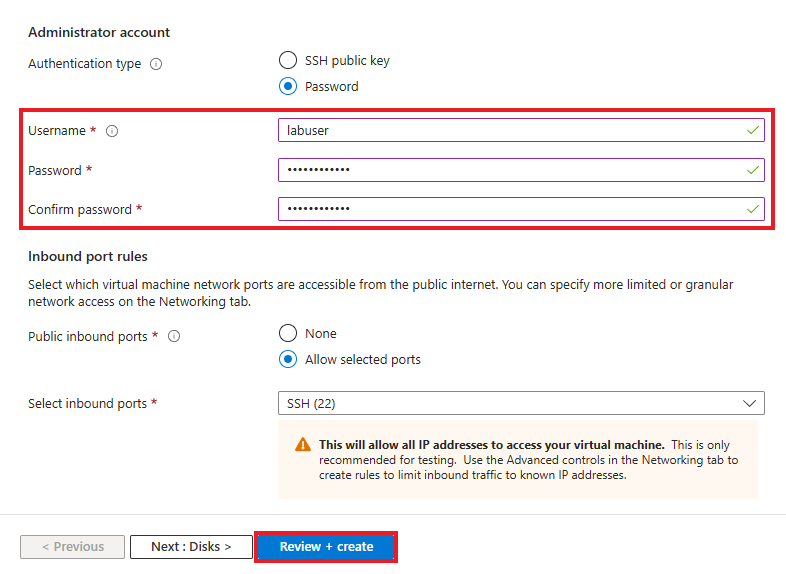 Administrator account
Authentication type
SSH public key
Password
Username *
labuser
Password *
••••••••••••
Confirm password *
••••••••••••
Inbound port rules
Select which virtual machine network ports are accessible from the public internet. You can specify more limited or granular
network access on the Networking tab.
Public inbound ports *
None
Allow selected ports
Select inbound ports *
SSH (22)
This will allow all IP addresses to access your virtual machine. This is only
recommended for testing. Use the Advanced controls in the Networking tab to
create rules to limit inbound traffic to known IP addresses.
< Previous
Next : Disks >
Review + create